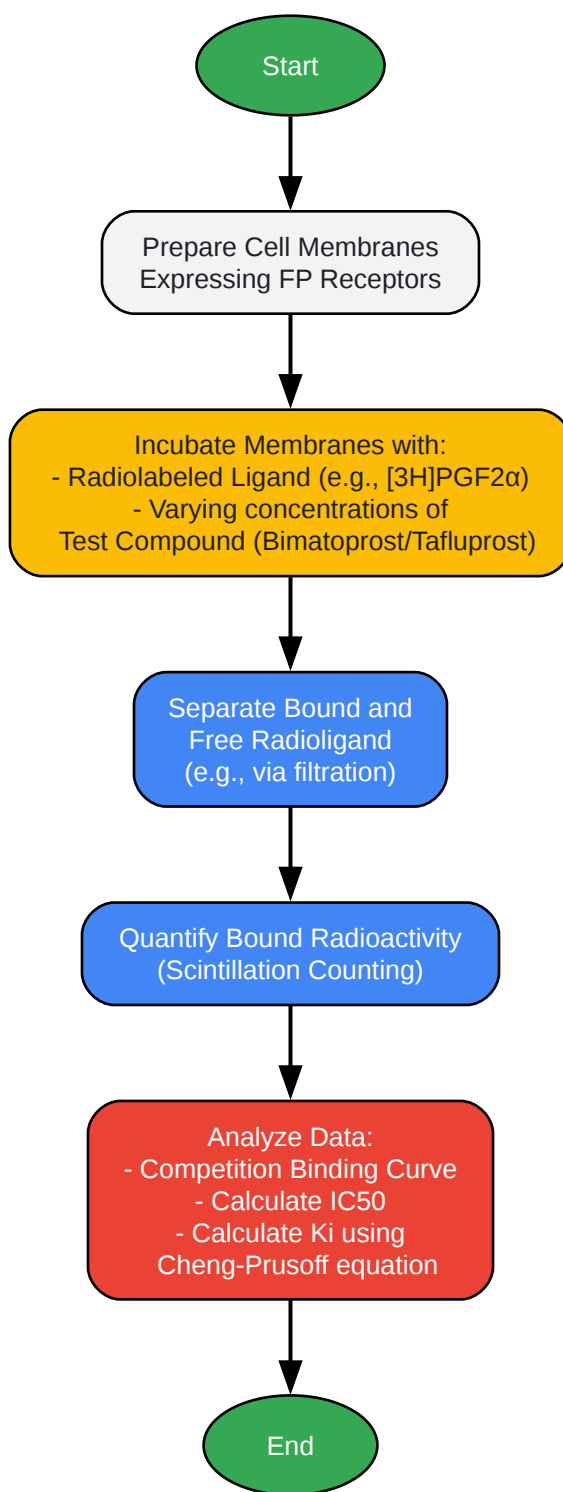 Start
Prepare Cell Membranes
Expressing FP Receptors
Incubate Membranes with:
- Radiolabeled Ligand (e.g., [3H]PGF2α)
- Varying concentrations of
Test Compound (Bimatoprost/Tafluprost)
Separate Bound and
Free Radioligand
(e.g., via filtration)
Quantify Bound Radioactivity
(Scintillation Counting)
Analyze Data:
- Competition Binding Curve
- Calculate IC50
- Calculate Ki using
Cheng-Prusoff equation
End